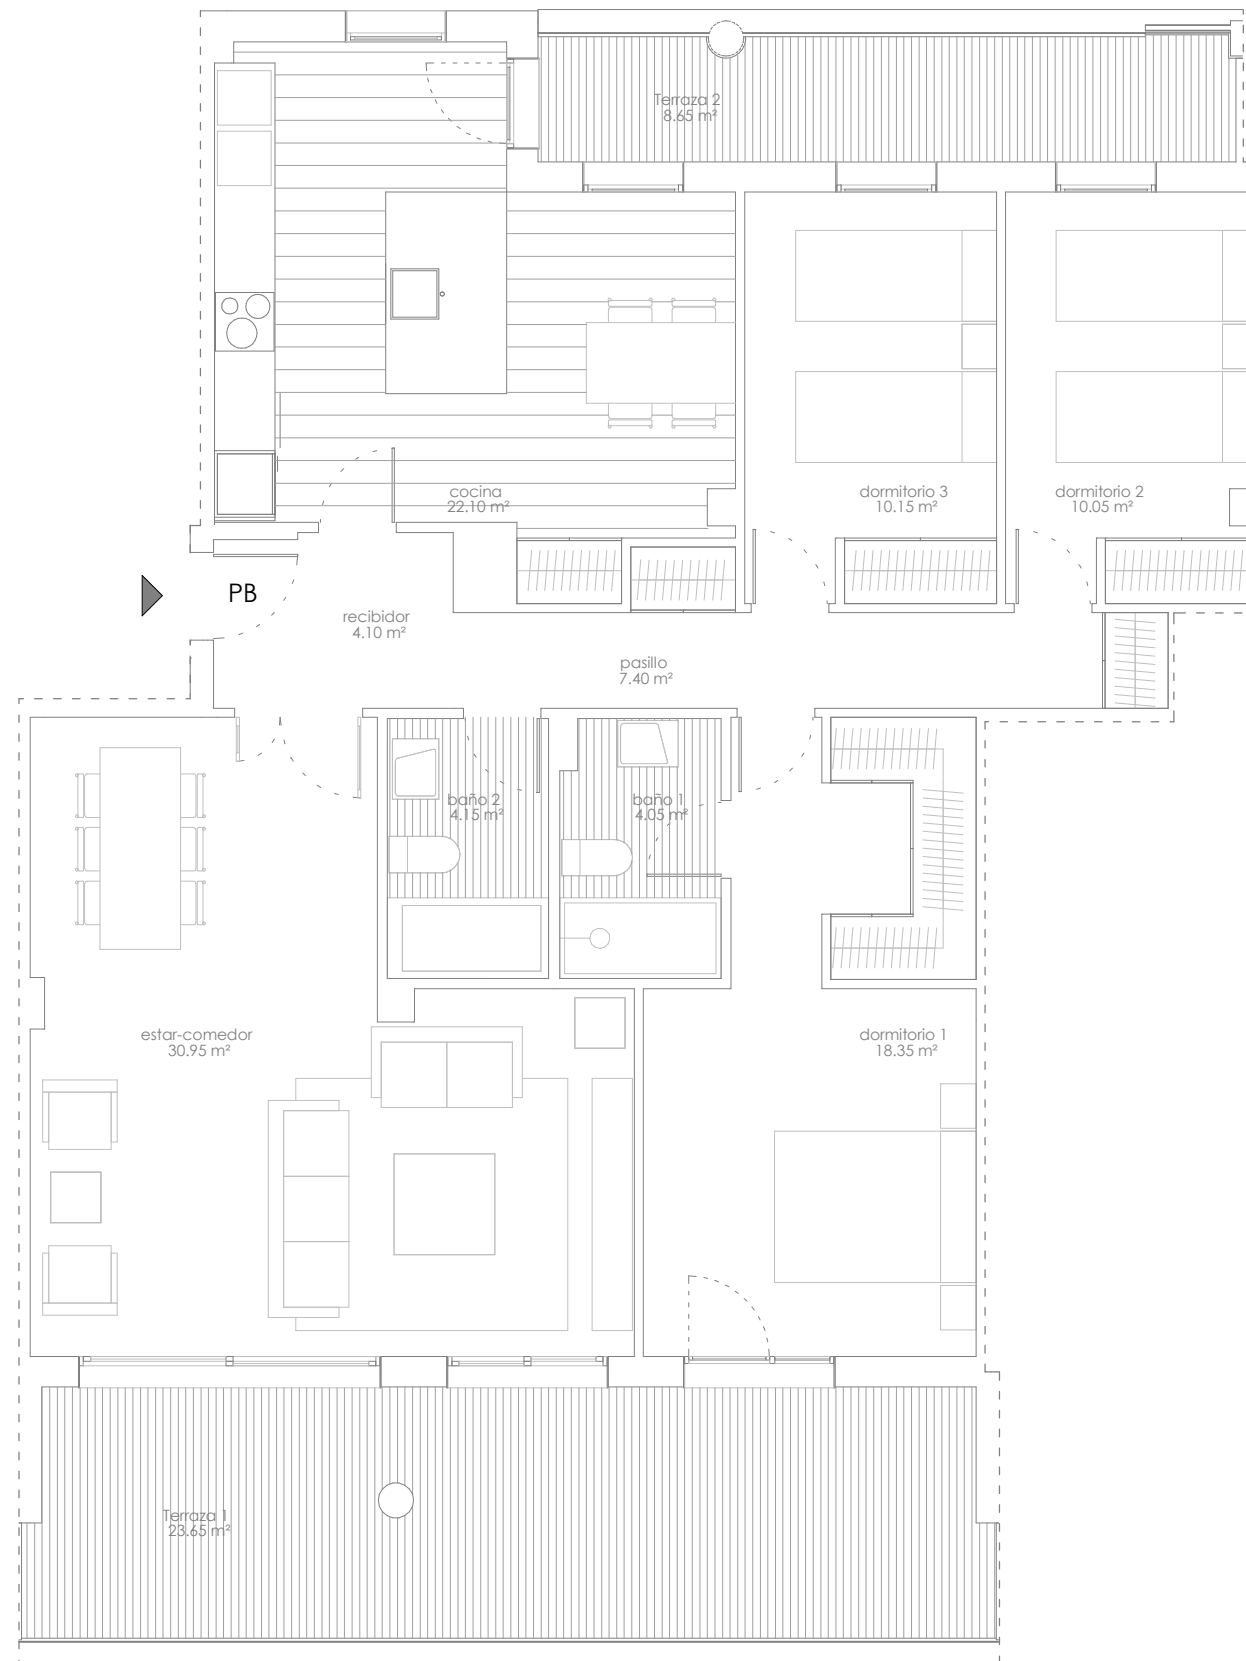 Terraza 2
8.65 m²
cocina
22.10 m²
dormitorio 3
10.15 m²
dormitorio 2
10.05 m²
PB
recibidor
4.10 m²
pasillo
7.40 m²
baño 2
4.15 m²
baño 1
4.05 m²
estar-comedor
30.95 m²
dormitorio 1
18.35 m²
Terraza 1
23.65 m²